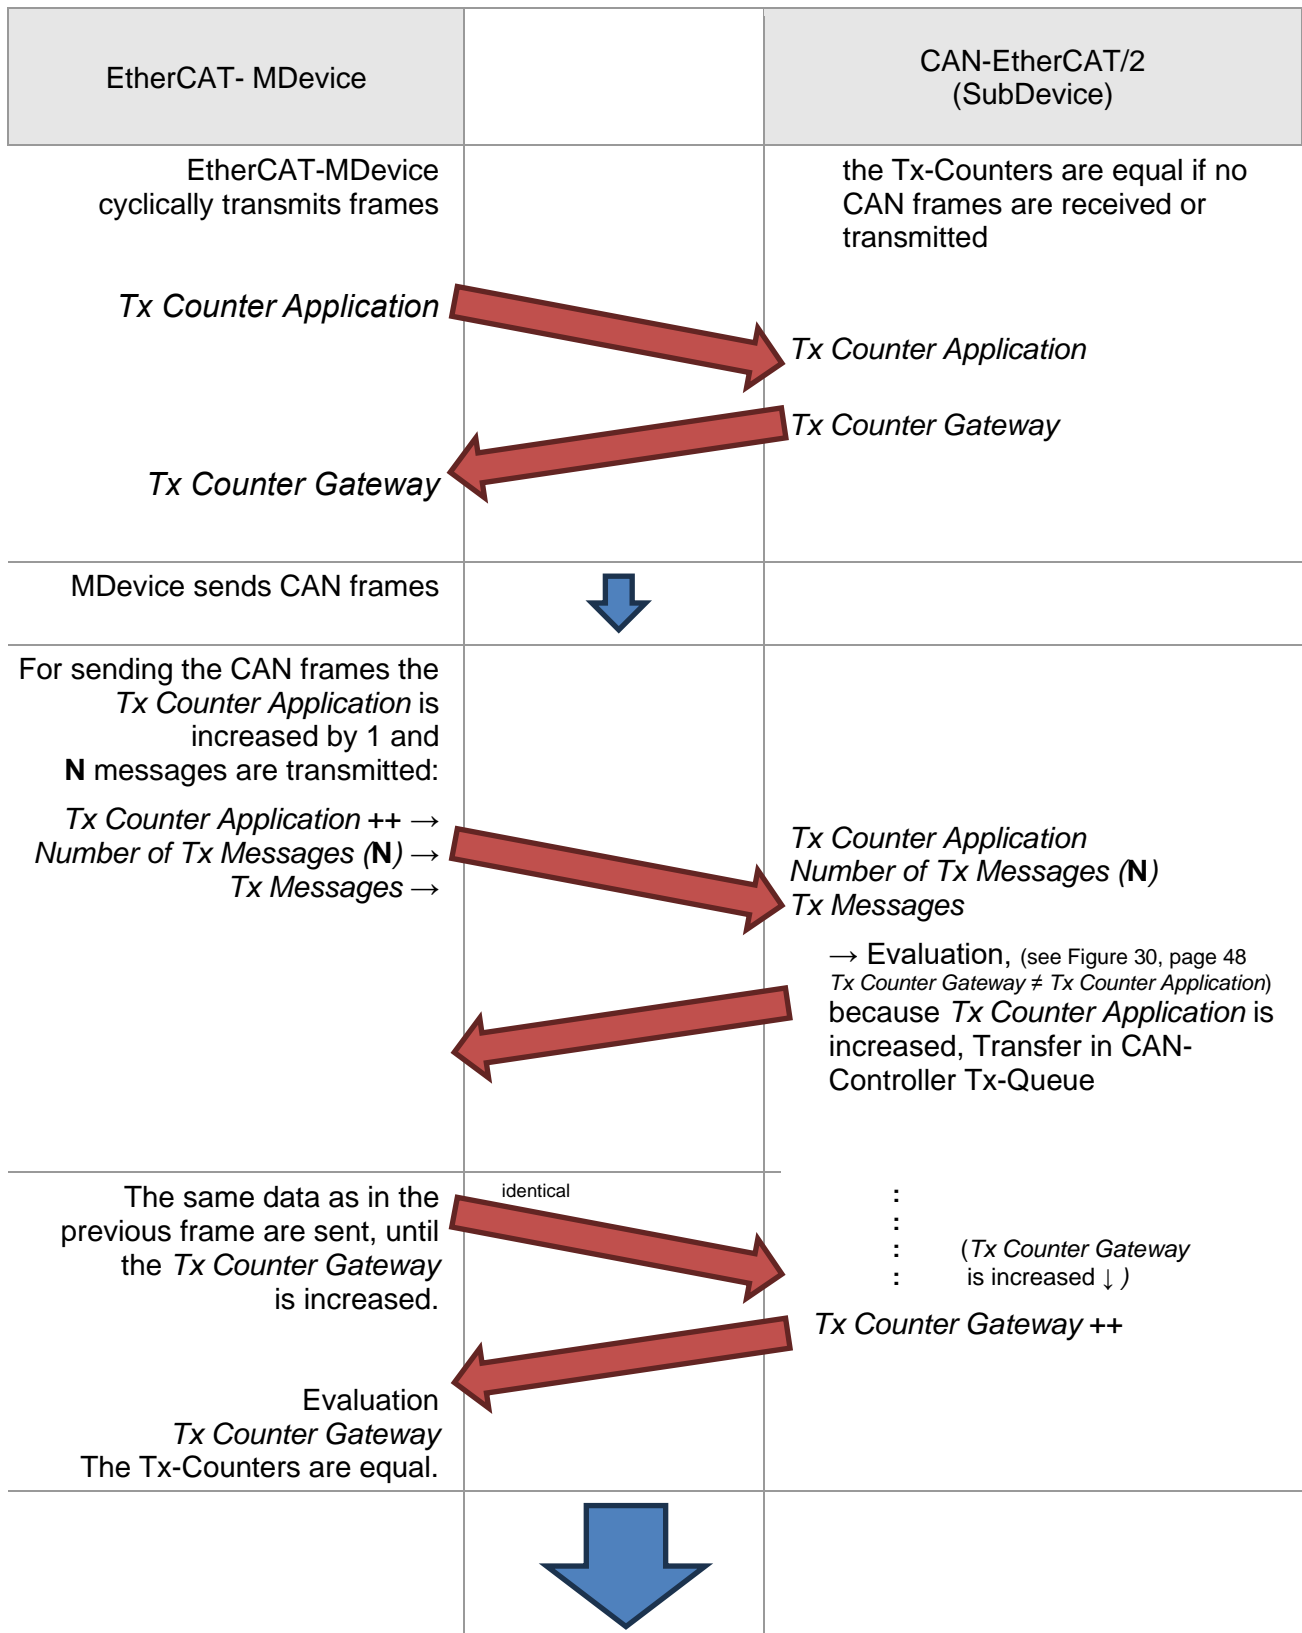 EtherCAT- MDevice
CAN-EtherCAT/2
(SubDevice)
EtherCAT-MDevice
cyclically transmits frames
the Tx-Counters are equal if no
CAN frames are received or
transmitted
Tx Counter Application
Tx Counter Application
Tx Counter Gateway
Tx Counter Gateway
MDevice sends CAN frames
For sending the CAN frames the
Tx Counter Application is
increased by 1 and
N messages are transmitted:
Tx Counter Application ++ →
Number of Tx Messages (N) →
Tx Messages →
Tx Counter Application
Number of Tx Messages (N)
Tx Messages
→ Evaluation, (see Figure 30, page 48
Tx Counter Gateway ≠ Tx Counter Application)
because Tx Counter Application is
increased, Transfer in CAN-
Controller Tx-Queue
The same data as in the
previous frame are sent, until
the Tx Counter Gateway
is increased.
identical
:
:
: (Tx Counter Gateway
: is increased ↓ )
Tx Counter Gateway ++
Evaluation
Tx Counter Gateway
The Tx-Counters are equal.